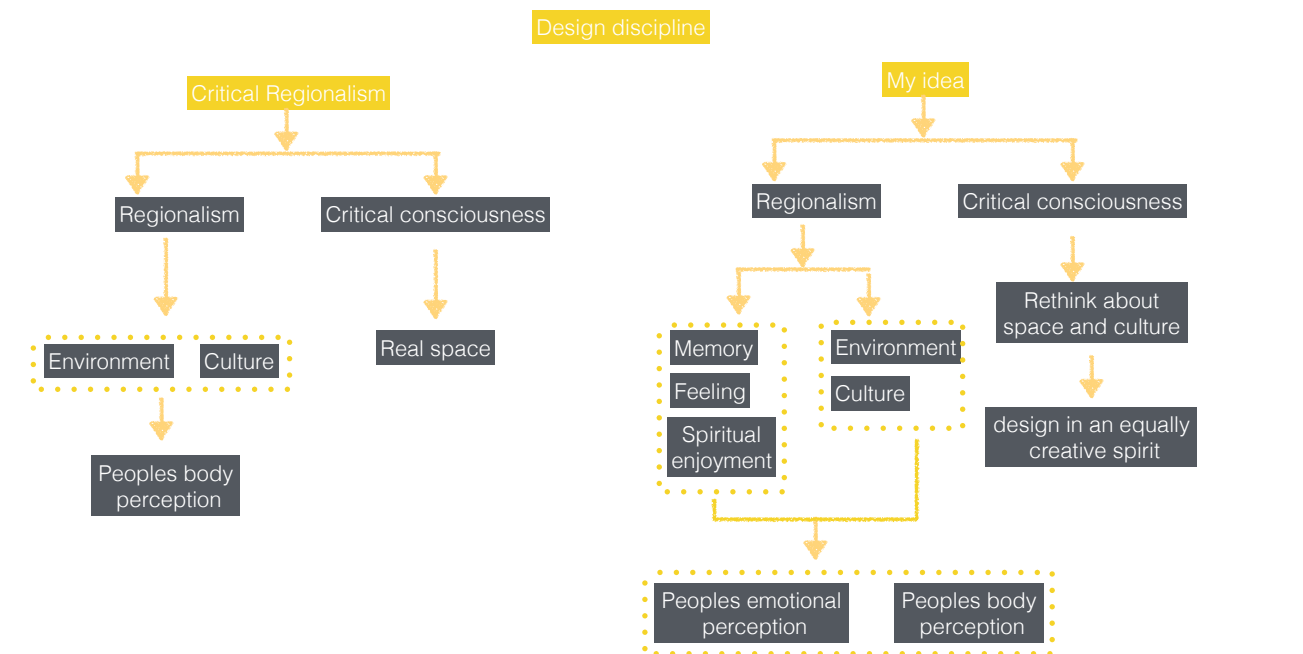 Design discipline
Critical Regionalism
Regionalism
Critical consciousness
Environment
Culture
Real space
Peoples body
perception
My idea
Regionalism
Critical consciousness
Memory
Feeling
Spiritual
enjoyment
Environment
Culture
Rethink about
space and culture
design in an equally
creative spirit
Peoples emotional
perception
Peoples body
perception